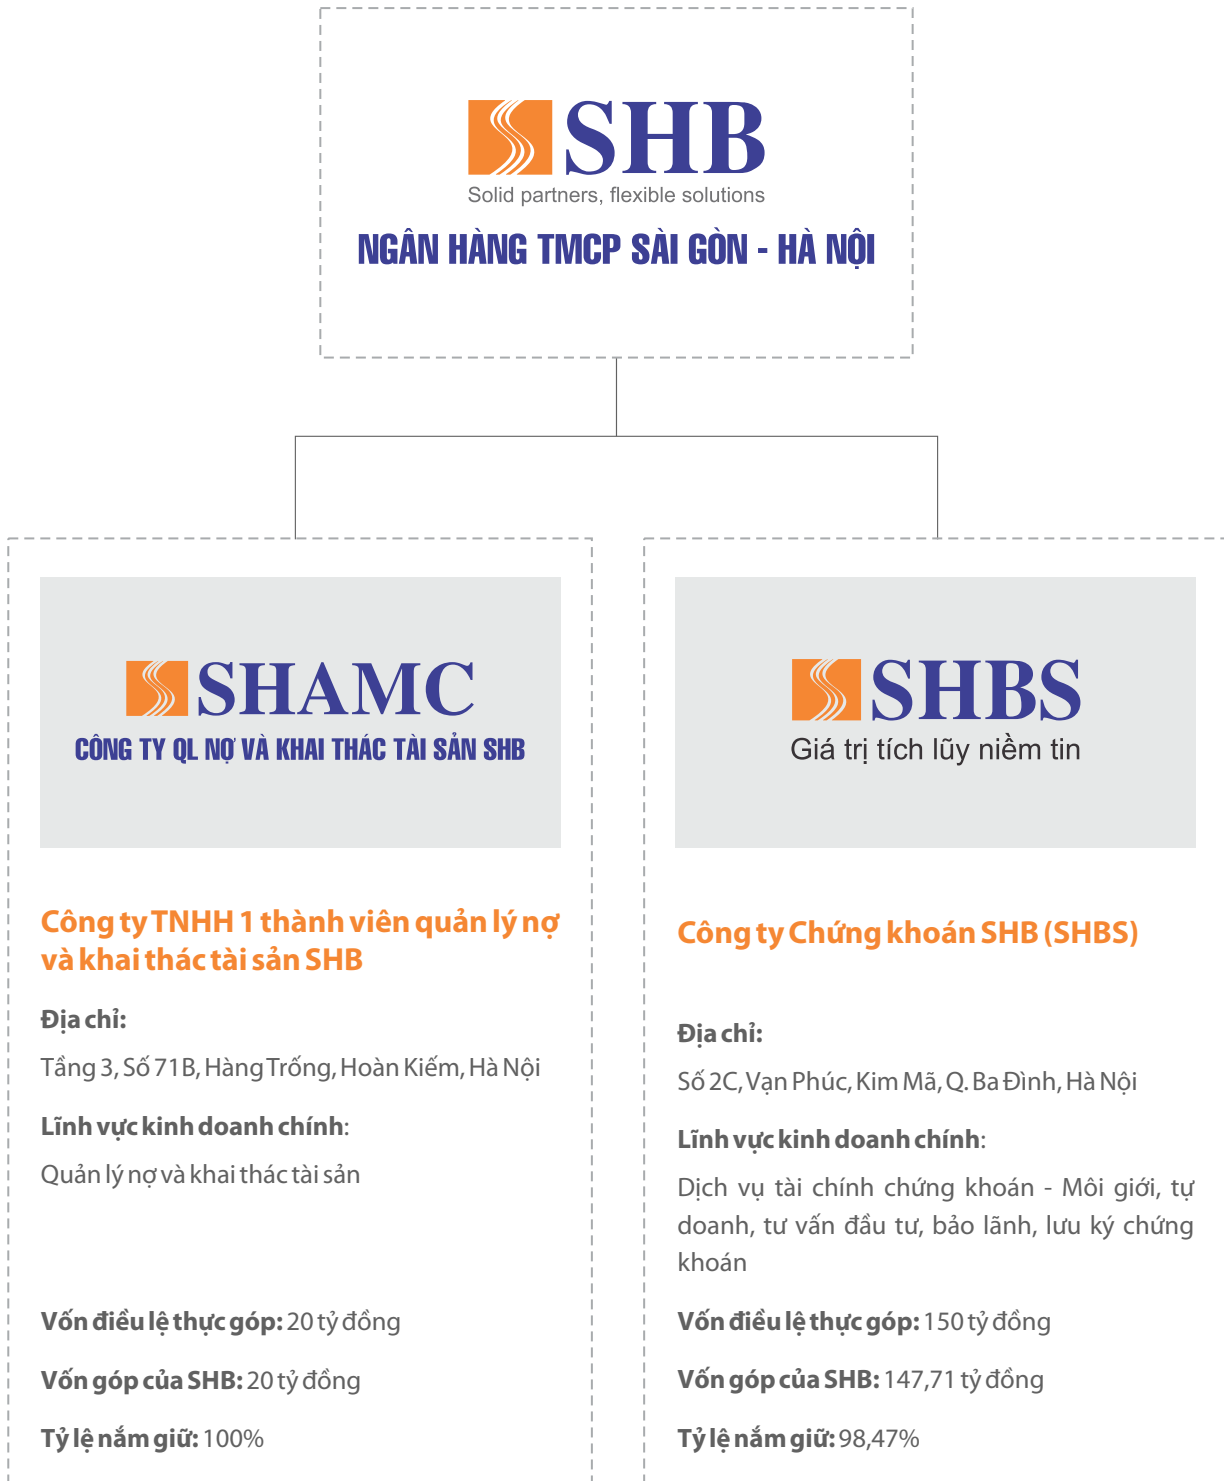 SHB
Solid partners, flexible solutions
NGÂN HÀNG TMCP SÀI GÒN - HÀ NỘI
SHAMC
CÔNG TY QL NỢ VÀ KHAI THÁC TÀI SẢN SHB
Công ty TNHH 1 thành viên quản lý nợ
và khai thác tài sản SHB
Địa chỉ:
Tầng 3, Số 71B, Hàng Trống, Hoàn Kiếm, Hà Nội
Lĩnh vực kinh doanh chính:
Quản lý nợ và khai thác tài sản
Vốn điều lệ thực góp: 20 tỷ đồng
Vốn góp của SHB: 20 tỷ đồng
Tỷ lệ nắm giữ: 100%
SHBS
Giá trị tích lũy niềm tin
Công ty Chứng khoán SHB (SHBS)
Địa chỉ:
Số 2C, Vạn Phúc, Kim Mã, Q. Ba Đình, Hà Nội
Lĩnh vực kinh doanh chính:
Dịch vụ tài chính chứng khoán - Môi giới, tự
doanh, tư vấn đầu tư, bảo lãnh, lưu ký chứng
khoán
Vốn điều lệ thực góp: 150 tỷ đồng
Vốn góp của SHB: 147,71 tỷ đồng
Tỷ lệ nắm giữ: 98,47%